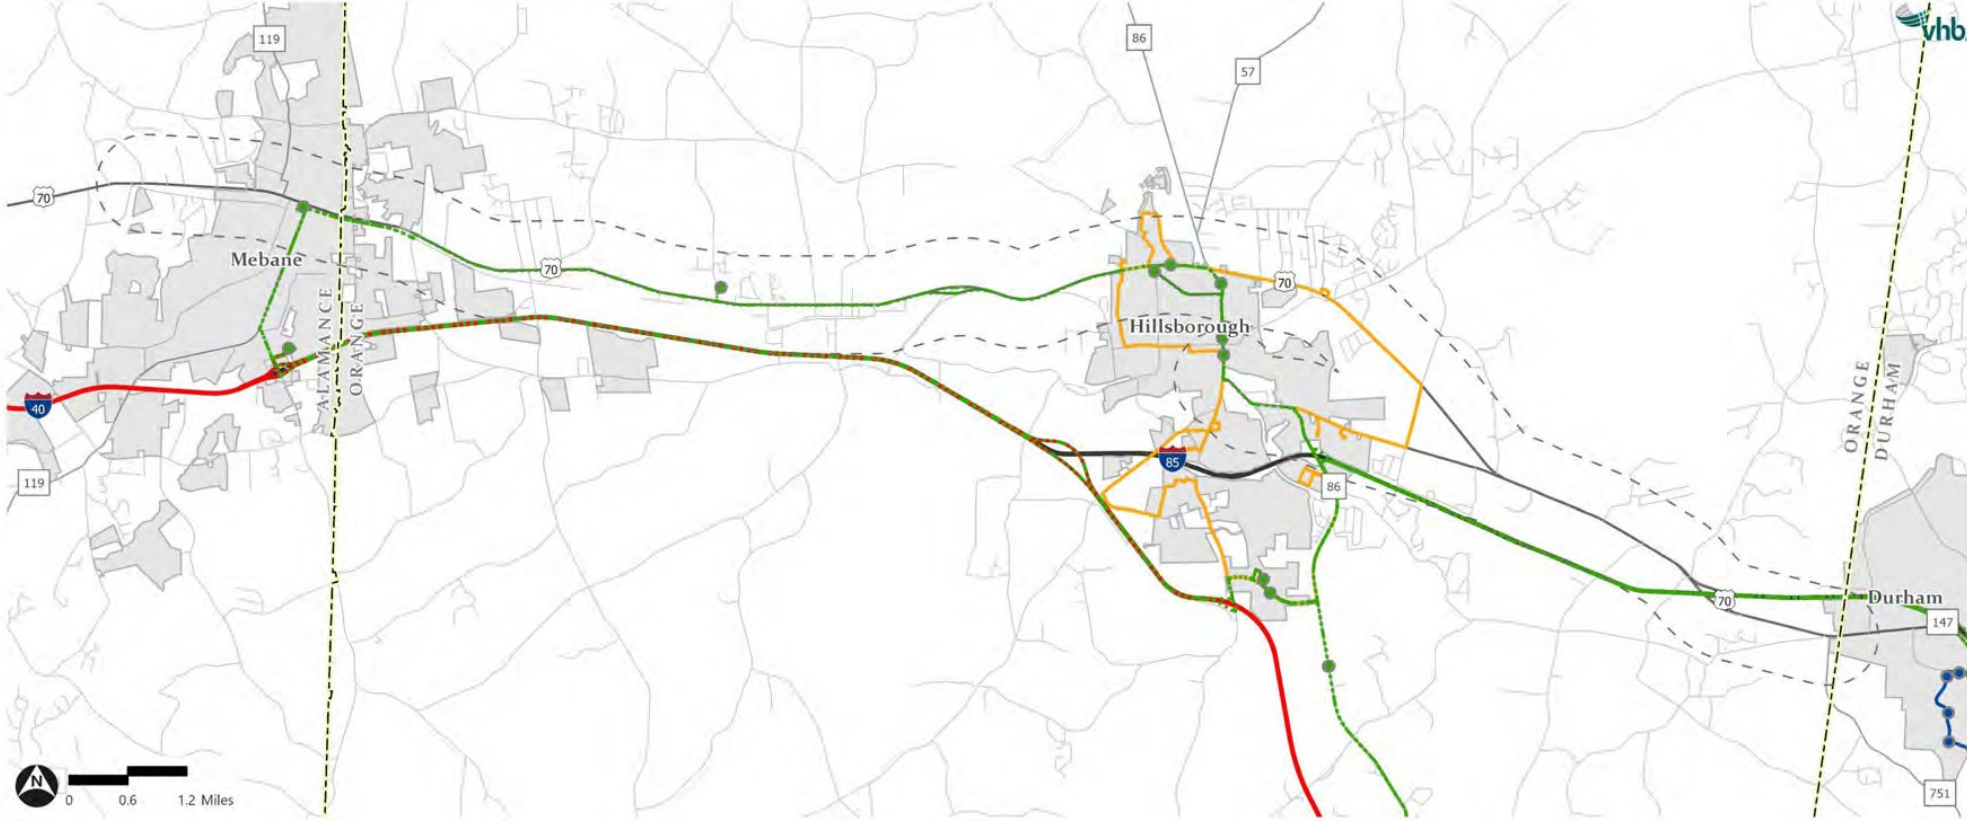 119
86
57
vhb
70
Mebane
70
70
ALAMANCE
ORANGE
Hillsborough
40
85
119
86
ORANGE
DURHAM
70
Durham
147
N
0 0.6 1.2 Miles
751